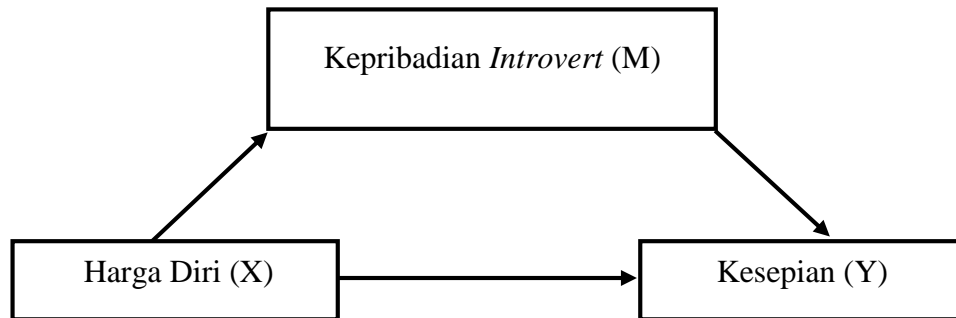 Kepribadian Introvert (M)
Harga Diri (X)
Kesepian (Y)